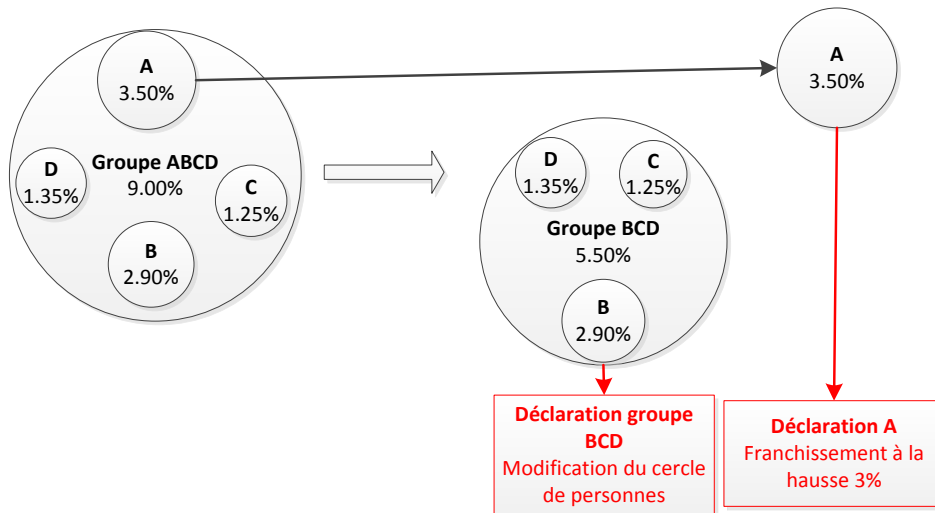 A
3.50%
Groupe ABCD
9.00%
D
1.35%
C
1.25%
B
2.90%
D
1.35%
C
1.25%
Groupe BCD
5.50%
B
2.90%
A
3.50%
Déclaration groupe
BCD
Modification du cercle
de personnes
Déclaration A
Franchissement à la
hausse 3%